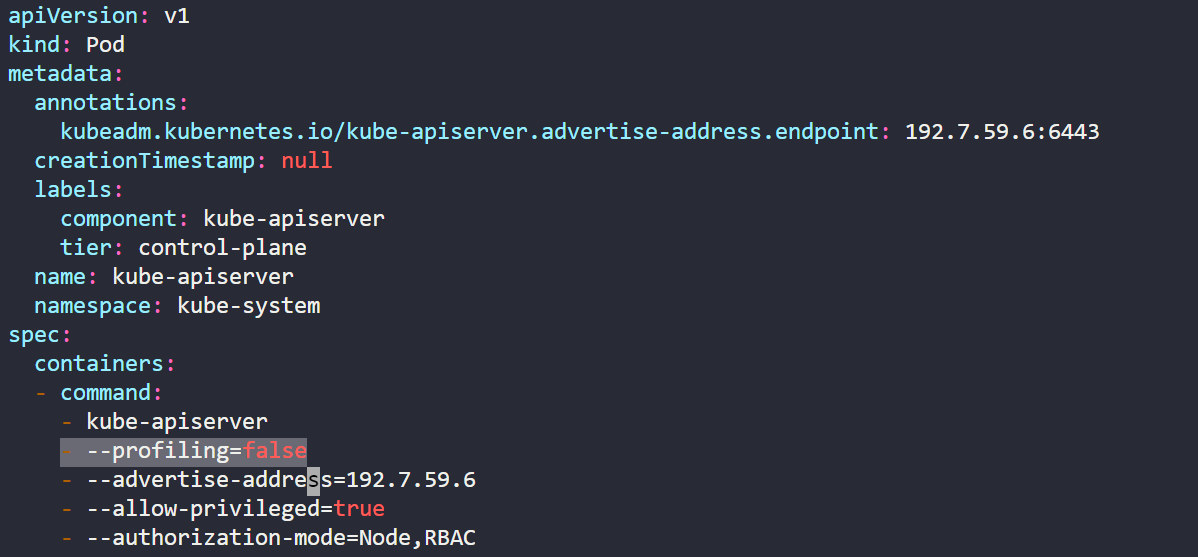 apiVersion: v1
kind: Pod
metadata:
  annotations:
    kubeadm.kubernetes.io/kube-apiserver.advertise-address.endpoint: 192.7.59.6:6443
  creationTimestamp: null
  labels:
    component: kube-apiserver
    tier: control-plane
  name: kube-apiserver
  namespace: kube-system
spec:
  containers:
  - command:
    - kube-apiserver
    - --profiling=false
    - --advertise-address=192.7.59.6
    - --allow-privileged=true
    - --authorization-mode=Node,RBAC